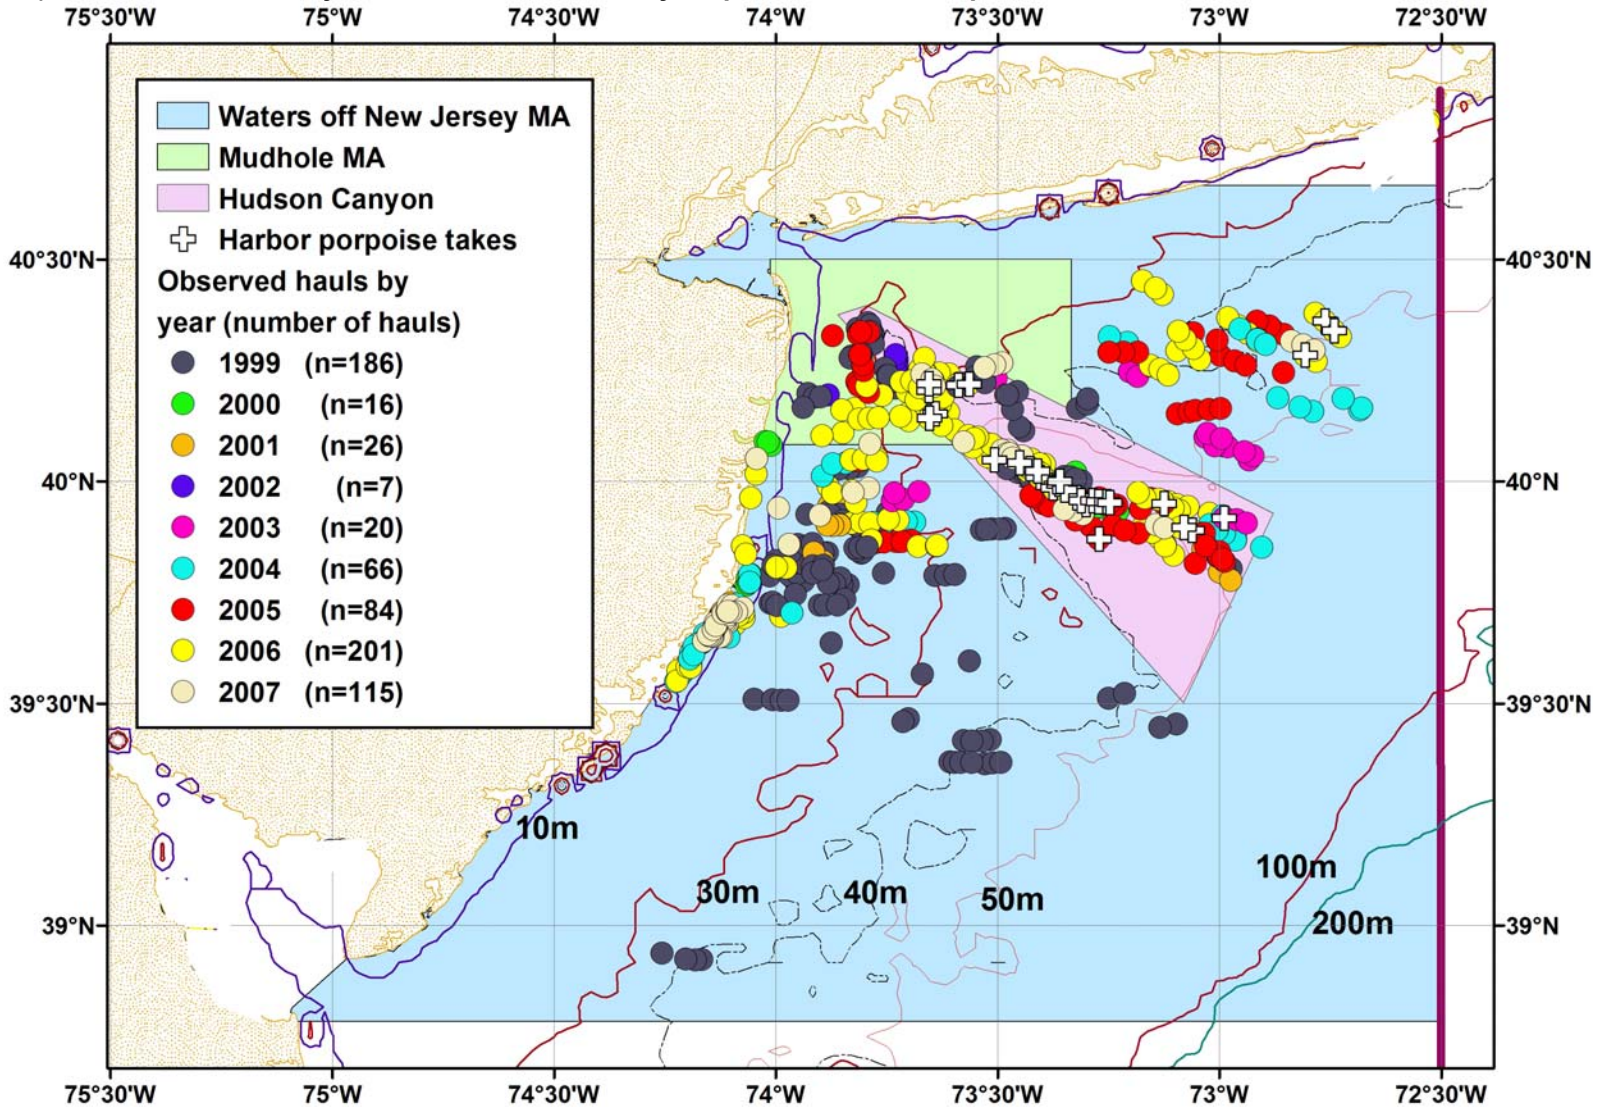 75°30'W 75°W 74°30'W 74°W 73°30'W 73°W 72°30'W
Waters off New Jersey MA
Mudhole MA
Hudson Canyon
Harbor porpoise takes
Observed hauls by
year (number of hauls)
1999 (n=186)
2000 (n=16)
2001 (n=26)
2002 (n=7)
2003 (n=20)
2004 (n=66)
2005 (n=84)
2006 (n=201)
2007 (n=115)
40°30'N 40°30'N
40°N 40°N
39°30'N 39°30'N
39°N 39°N
10m
30m
40m
50m
100m
200m
75°30'W 75°W 74°30'W 74°W 73°30'W 73°W 72°30'W